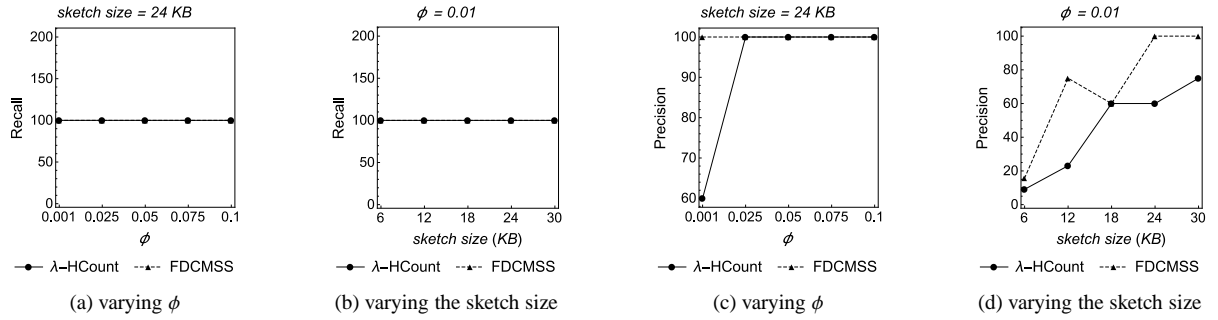 sketch size = 24 KB
200
150
100
50
0
Recall
0.001 0.025 0.05 0.075 0.1
ϕ
λ−HCount FDCMSS
(a) varying ϕ
ϕ = 0.01
200
150
100
50
0
Recall
6 12 18 24 30
sketch size (KB)
λ−HCount FDCMSS
(b) varying the sketch size
sketch size = 24 KB
100
90
80
70
60
Precision
0.001 0.025 0.05 0.075 0.1
ϕ
λ−HCount FDCMSS
(c) varying ϕ
ϕ = 0.01
100
80
60
40
20
0
Precision
6 12 18 24 30
sketch size (KB)
λ−HCount FDCMSS
(d) varying the sketch size